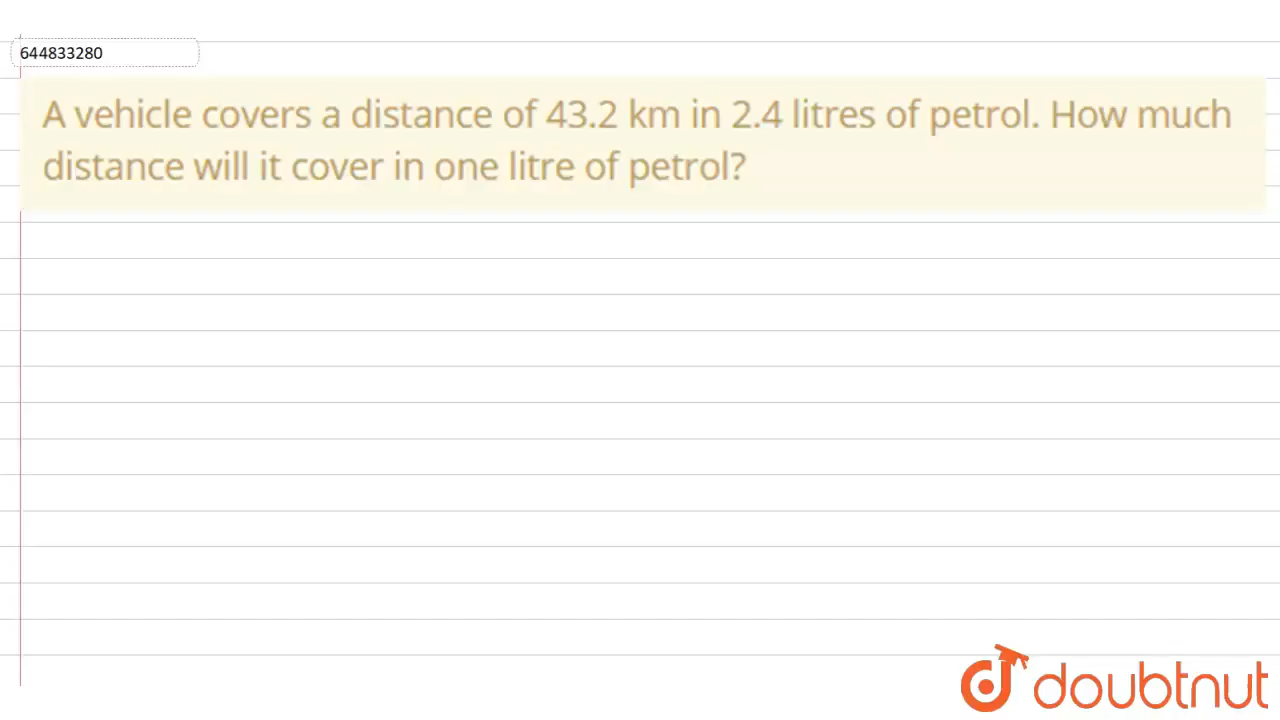 644833280
A vehicle covers a distance of 43.2 km in 2.4 litres of petrol. How much
distance will it cover in one litre of petrol?
doubtnut